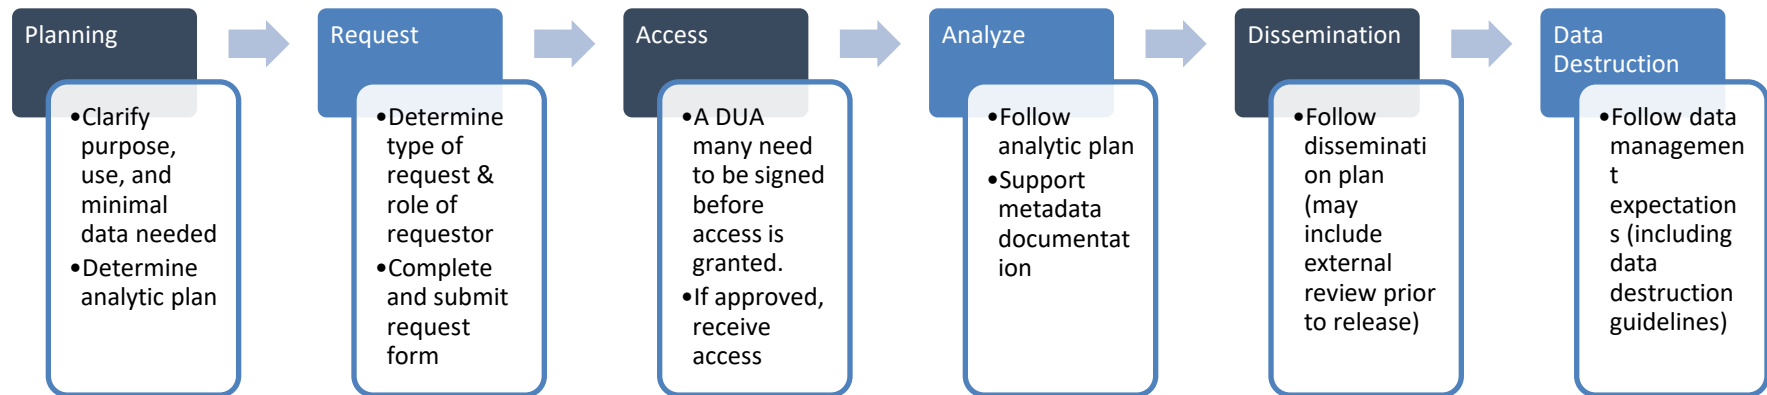 Planning
•Clarify
purpose,
use, and
minimal
data needed
•Determine
analytic plan
Request
•Determine
type of
request &
role of
requestor
•Complete
and submit
request
form
Access
•A DUA
many need
to be signed
before
access is
granted.
•If approved,
receive
access
Analyze
•Follow
analytic plan
•Support
metadata
documentat
ion
Dissemination
•Follow
disseminati
on plan
(may
include
external
review prior
to release)
Data
Destruction
•Follow data
managemen
t
expectation
s (including
data
destruction
guidelines)